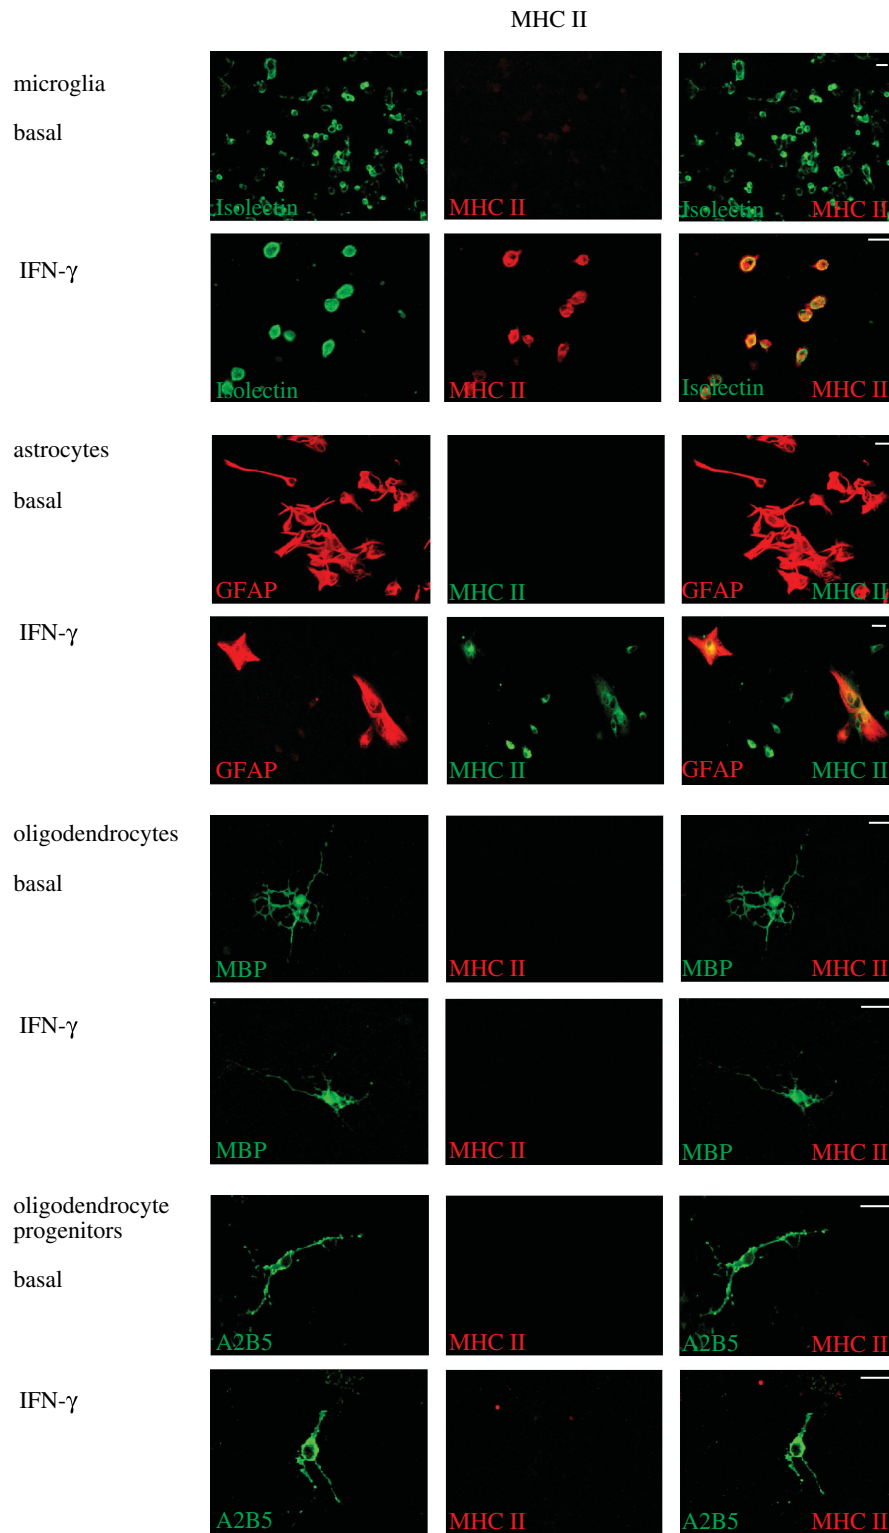 MHC II
microglia
basal
Isolectin
MHC II
Isolectin MHC II
IFN-γ
Isolectin
MHC II
Isolectin MHC II
astrocytes
basal
GFAP
MHC II
GFAP MHC II
IFN-γ
GFAP
MHC II
GFAP MHC II
oligodendrocytes
basal
MBP
MHC II
MBP MHC II
IFN-γ
MBP
MHC II
MBP MHC II
oligodendrocyte
progenitors
basal
A2B5
MHC II
A2B5 MHC II
IFN-γ
A2B5
MHC II
A2B5 MHC II